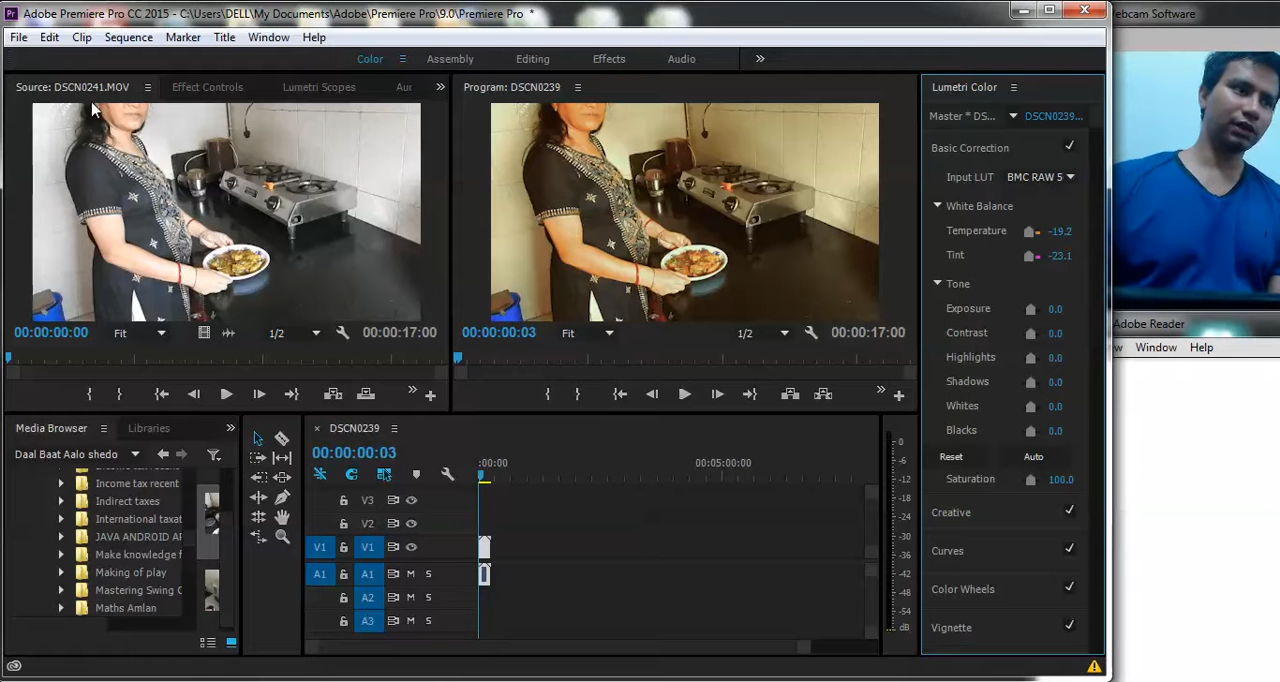 Adobe Premiere Pro CC 2015 - C:\Users\DELL\My Documents\Adobe\Premiere Pro\9.0\Premiere Pro *
ebcam Software
File Edit Clip Sequence Marker Title Window Help
Color Assembly Editing Effects Audio
Source: DSCN0241.MOV Effect Controls Lumetri Scopes Au
Program: DSCN0239
Lumetri Color
Master * DS... DSCN0239...
Basic Correction
Input LUT BMC RAW 5
White Balance
Temperature -19.2
Tint -23.1
Tone
Exposure 0.0
Contrast 0.0
Highlights 0.0
Shadows 0.0
Whites 0.0
Blacks 0.0
Reset Auto
Saturation 100.0
Creative
Curves
Color Wheels
Vignette
00:00:00:00 Fit 1/2 00:00:17:00
00:00:00:03 Fit 1/2 00:00:17:00
Adobe Reader
w Window Help
Media Browser Libraries
Daal Baat Aalo shedo
Income tax recent
Indirect taxes
International taxat
JAVA ANDROID AF
Make knowledge f
Making of play
Mastering Swing C
Maths Amlan
DSCN0239
00:00:00:03
:00:00 00:05:00:00
V3
V2
V1 V1
A1 A1 M S
A2 M S
A3 M S
0
-6
-12
-18
-24
-30
-36
-42
-48
-54
dB